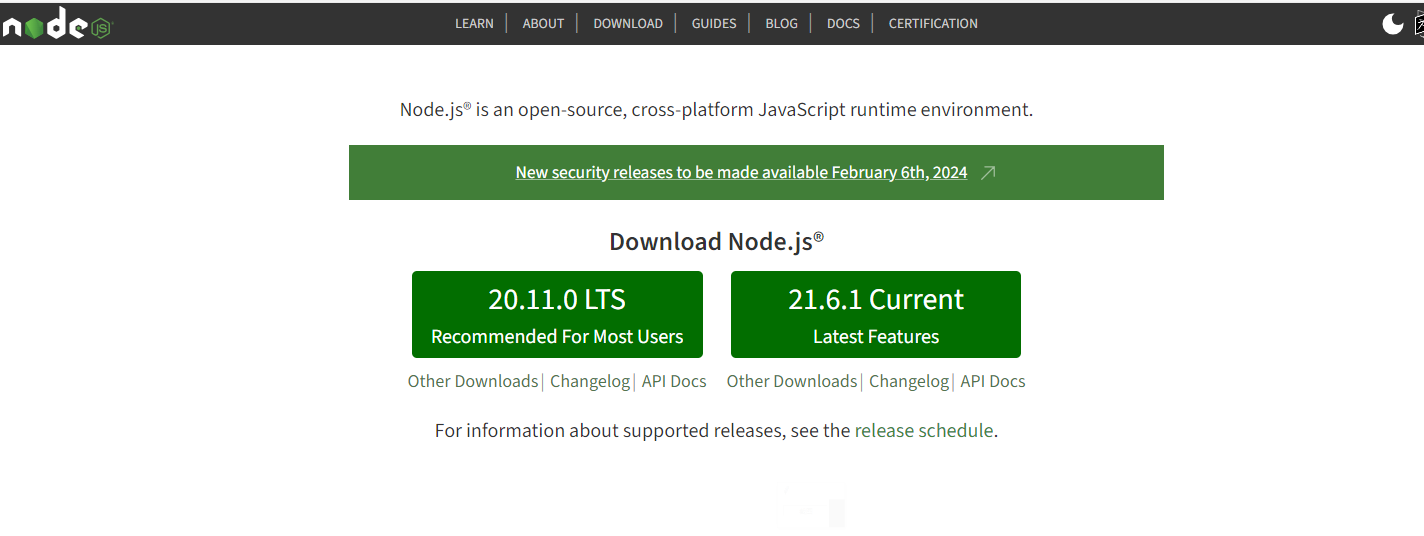 node JS
LEARN | ABOUT | DOWNLOAD | GUIDES | BLOG | DOCS | CERTIFICATION
Node.js® is an open-source, cross-platform JavaScript runtime environment.
New security releases to be made available February 6th, 2024
Download Node.js®
20.11.0 LTS
Recommended For Most Users
21.6.1 Current
Latest Features
Other Downloads | Changelog | API Docs
Other Downloads | Changelog | API Docs
For information about supported releases, see the release schedule.